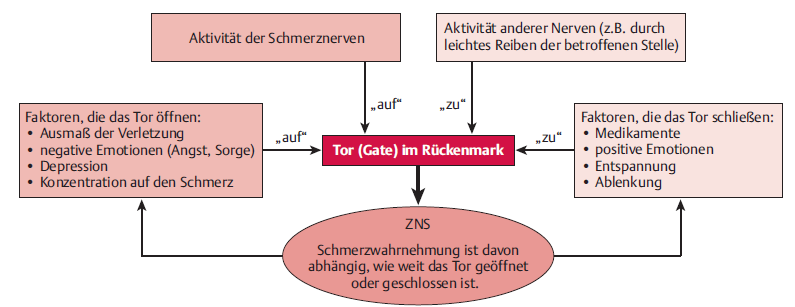 Aktivität der Schmerznerven
Aktivität anderer Nerven (z.B. durch
leichtes Reiben der betroffenen Stelle)
„auf“
„zu“
Faktoren, die das Tor öffnen:
• Ausmaß der Verletzung
• negative Emotionen (Angst, Sorge)
• Depression
• Konzentration auf den Schmerz
„auf“
Tor (Gate) im Rückenmark
„zu“
Faktoren, die das Tor schließen:
• Medikamente
• positive Emotionen
• Entspannung
• Ablenkung
ZNS
Schmerzwahrnehmung ist davon
abhängig, wie weit das Tor geöffnet
oder geschlossen ist.